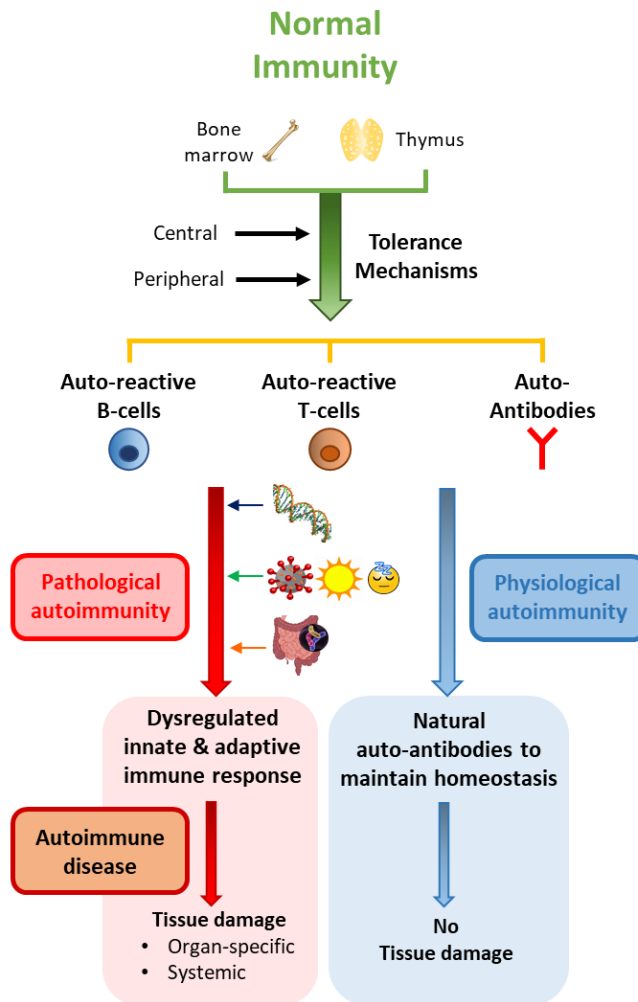 Normal
Immunity
Bone
marrow
Thymus
Central
Peripheral
Tolerance
Mechanisms
Auto-reactive
B-cells
Auto-reactive
T-cells
Auto-
Antibodies
Pathological
autoimmunity
Physiological
autoimmunity
Dysregulated
innate & adaptive
immune response
Natural
auto-antibodies to
maintain homeostasis
Autoimmune
disease
Tissue damage
• Organ-specific
• Systemic
No
Tissue damage